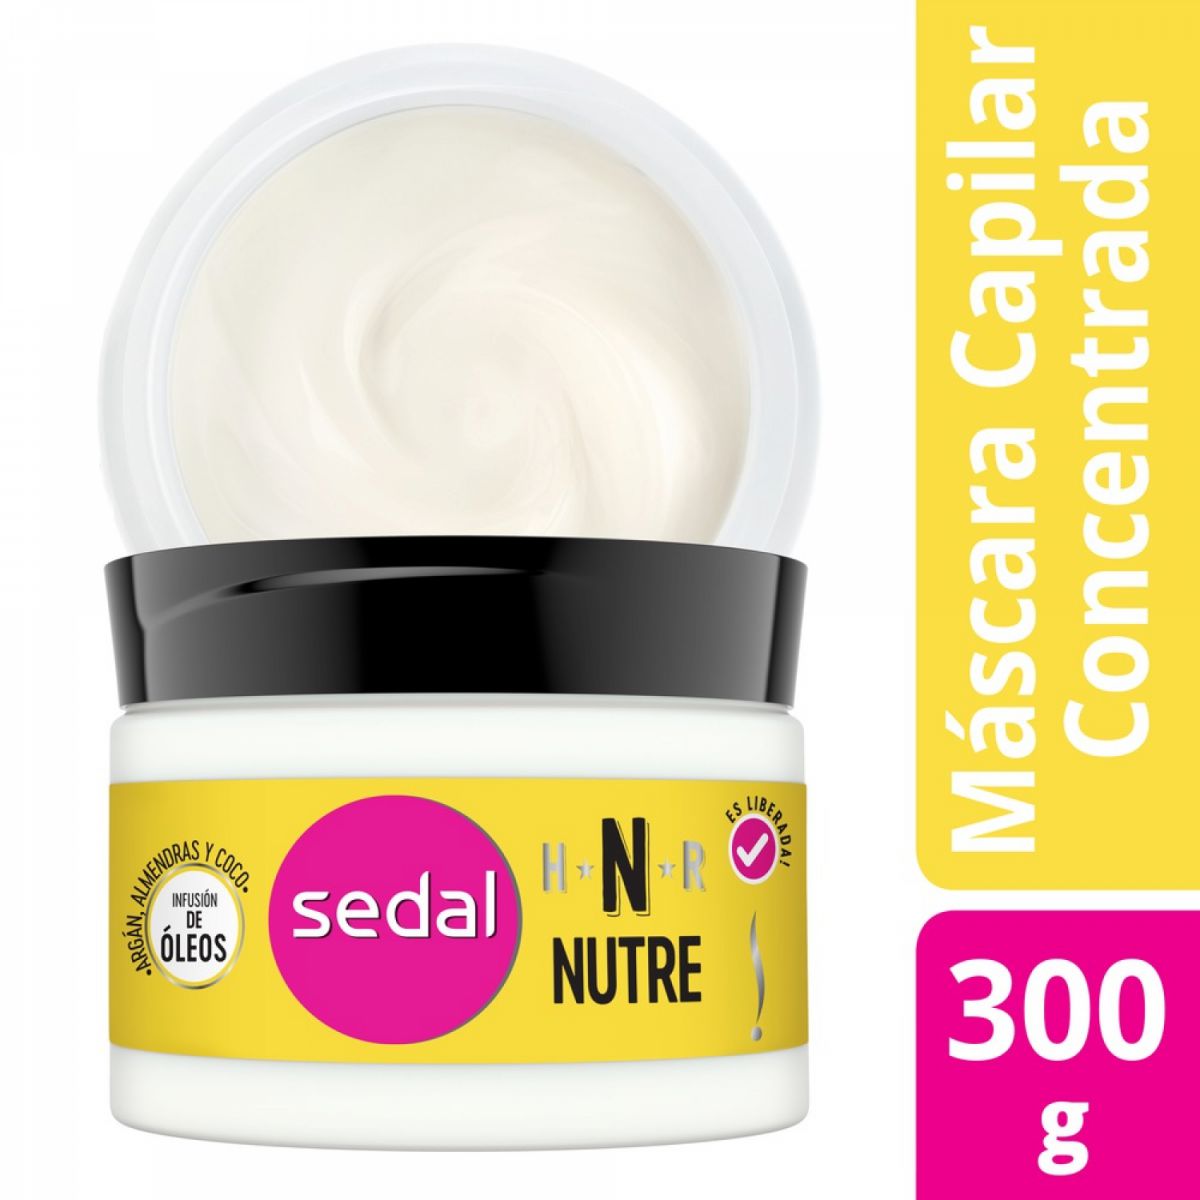 ARGÁN, ALMENDRAS Y COCO
INFUSIÓN
DE
ÓLEOS
sedal
H N R
NUTRE
ES LIBERADA!
Máscara Capilar
Concentrada
300
g